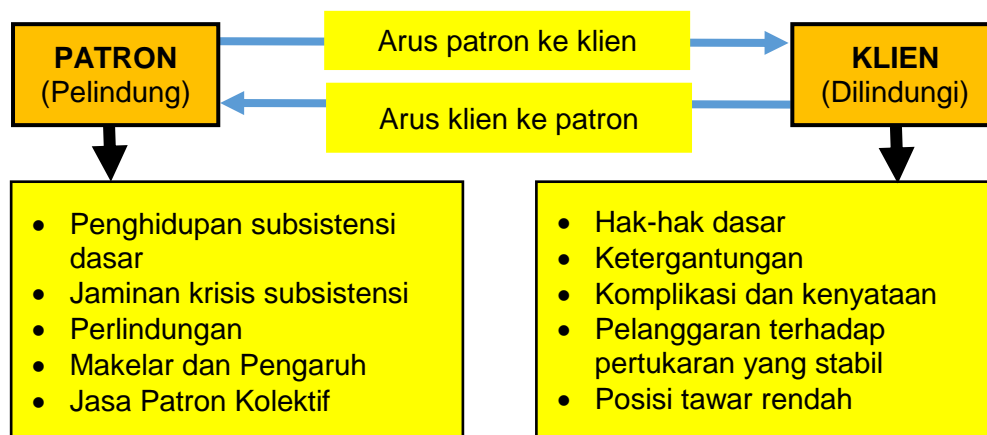 PATRON
(Pelindung)
Arus patron ke klien
Arus klien ke patron
KLIEN
(Dilindungi)
• Penghidupan subsistensi
dasar
• Jaminan krisis subsistensi
• Perlindungan
• Makelar dan Pengaruh
• Jasa Patron Kolektif
• Hak-hak dasar
• Ketergantungan
• Komplikasi dan kenyataan
• Pelanggaran terhadap
pertukaran yang stabil
• Posisi tawar rendah